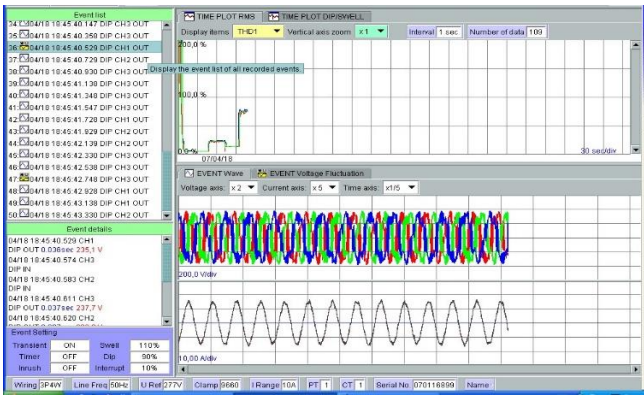 Event list
34 04/18 18:45:40.147 DIP CH3 OUT
35 04/18 18:45:40.359 DIP CH2 OUT
36 04/18 18:45:40.529 DIP CH1 OUT
37 04/18 18:45:40.729 DIP CH2 OUT
38 04/18 18:45:40.930 DIP CH3 OUT
39 04/18 18:45:41.138 DIP CH3 OUT
40 04/18 18:45:41.348 DIP CH3 OUT
41 04/18 18:45:41.547 DIP CH2 OUT
42 04/18 18:45:41.728 DIP CH1 OUT
43 04/18 18:45:41.929 DIP CH2 OUT
44 04/18 18:45:42.139 DIP CH2 OUT
45 04/18 18:45:42.330 DIP CH2 OUT
46 04/18 18:45:42.538 DIP CH3 OUT
47 04/18 18:45:42.748 DIP CH3 OUT
48 04/18 18:45:42.928 DIP CH1 OUT
49 04/18 18:45:43.138 DIP CH1 OUT
50 04/18 18:45:43.330 DIP CH2 OUT
Display the event list of all recorded events.
Event details
04/18 18:45:40.529 CH1
DIP OUT 0.036sec 235,1 V
04/18 18:45:40.574 CH3
DIP IN
04/18 18:45:40.583 CH2
DIP IN
04/18 18:45:40.611 CH3
DIP OUT 0.037sec 237,7 V
04/18 18:45:40.620 CH2
Event Setting
Transient ON Swell 110%
Timer OFF Dip 90%
Inrush OFF Interrupt 10%
TIME PLOT RMS TIME PLOT DIP/SWELL
Display items THD1 Vertical axis zoom x 1 Interval 1 sec Number of data 109
200,0 %
100,0 %
0,0 %
07/04/18
30 sec/div
EVENT Wave EVENT Voltage Fluctuation
Voltage axis: x 2 Current axis: x 5 Time axis: x1/5
200,0 V/div
10,00 A/div
Wiring 3P4W Line Freq 50Hz U Ref 277V Clamp 9660 I Range 10A PT 1 CT 1 Serial No. 070116899 Name